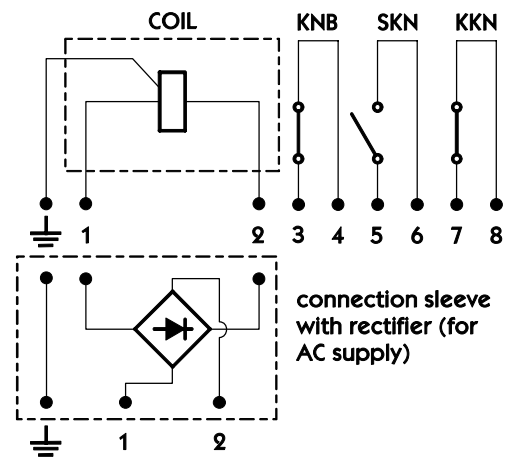 COIL KNB SKN KKN
1 2 3 4 5 6 7 8
connection sleeve
with rectifier (for
AC supply)
1 2